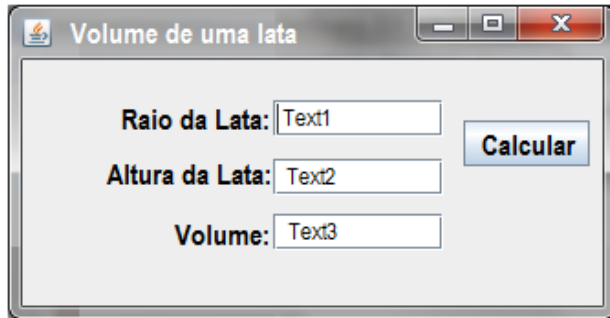 Volume de uma lata
Raio da Lata: Text1
Calcular
Altura da Lata: Text2
Volume: Text3